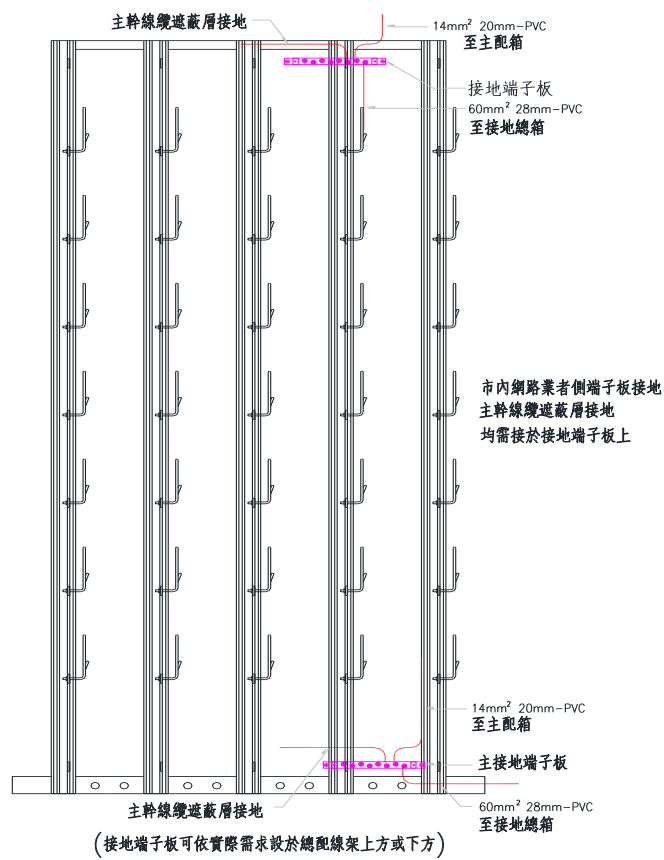 主幹線纜遮蔽層接地
14mm² 20mm-PVC
至主配箱
接地端子板
60mm² 28mm-PVC
至接地總箱
市內網路業者側端子板接地
主幹線纜遮蔽層接地
均需接於接地端子板上
14mm² 20mm-PVC
至主配箱
主接地端子板
主幹線纜遮蔽層接地
60mm² 28mm-PVC
至接地總箱
(接地端子板可依實際需求設於總配線架上方或下方)